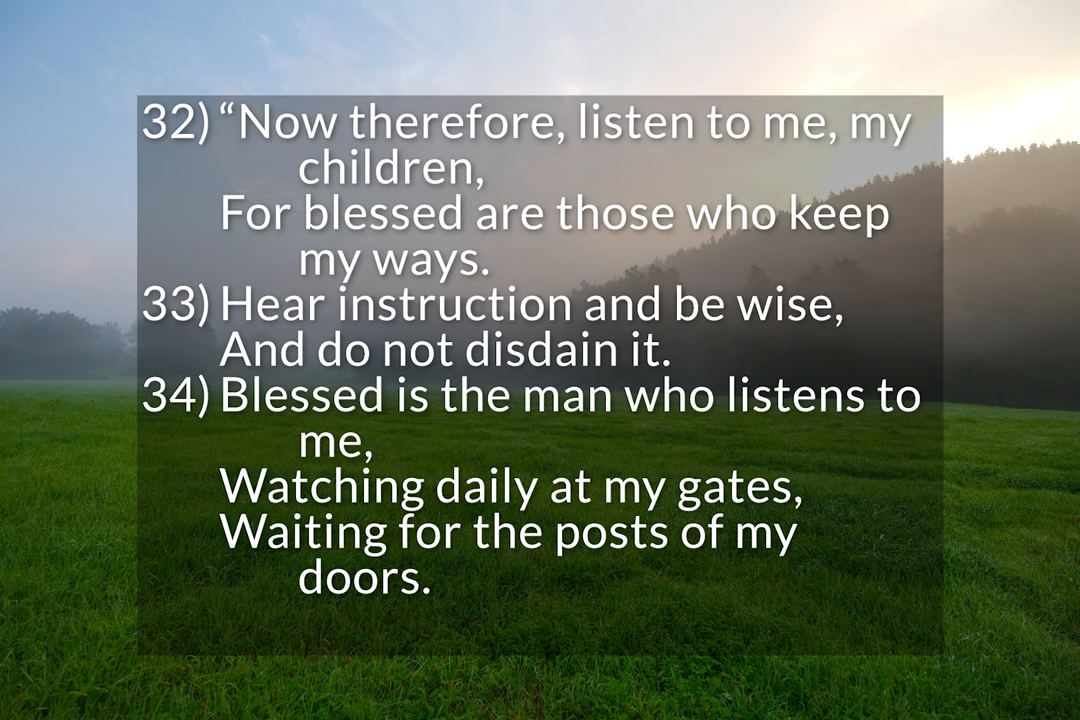 32) “Now therefore, listen to me, my
children,
For blessed are those who keep
my ways.
33) Hear instruction and be wise,
And do not disdain it.
34) Blessed is the man who listens to
me,
Watching daily at my gates,
Waiting for the posts of my
doors.